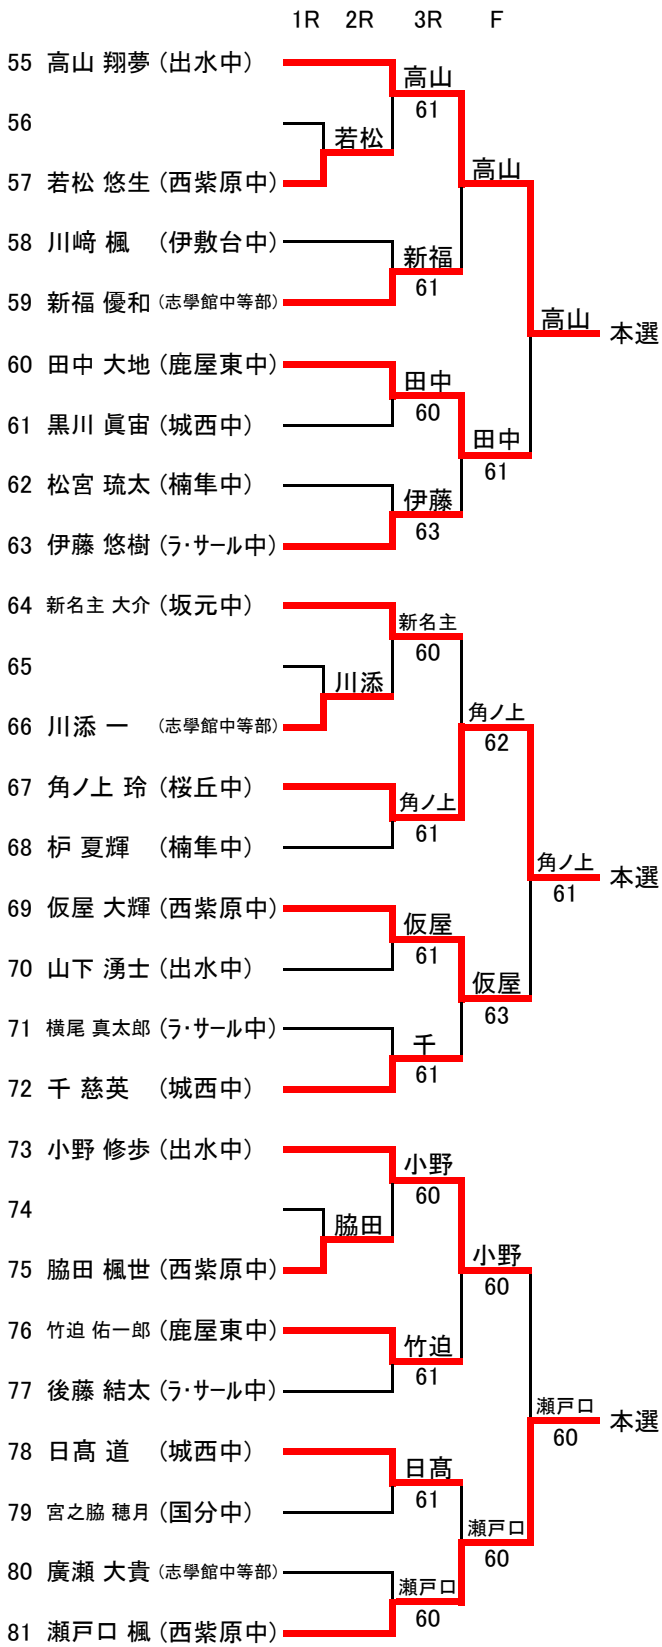 1R 2R 3R F
55 高山 翔夢 (出水中)
高山
61
56
若松
57 若松 悠生 (西紫原中)
高山
58 川﨑 楓 (伊敷台中)
新福
61
59 新福 優和 (志學館中等部)
高山
本選
60 田中 大地 (鹿屋東中)
田中
60
61 黒川 眞宙 (城西中)
田中
61
62 松宮 琉太 (楠隼中)
伊藤
63
63 伊藤 悠樹 (ラ・サール中)
64 新名主 大介 (坂元中)
新名主
60
65
川添
66 川添 一 (志學館中等部)
角ノ上
62
67 角ノ上 玲 (桜丘中)
角ノ上
61
68 枦 夏輝 (楠隼中)
角ノ上
61
本選
69 仮屋 大輝 (西紫原中)
仮屋
61
70 山下 湧士 (出水中)
仮屋
63
71 横尾 真太郎 (ラ・サール中)
千
61
72 千 慈英 (城西中)
73 小野 修歩 (出水中)
小野
60
74
脇田
75 脇田 楓世 (西紫原中)
小野
60
76 竹迫 佑一郎 (鹿屋東中)
竹迫
61
77 後藤 結太 (ラ・サール中)
瀬戸口
60
本選
78 日髙 道 (城西中)
日髙
61
79 宮之脇 穂月 (国分中)
瀬戸口
60
80 廣瀬 大貴 (志學館中等部)
瀬戸口
60
81 瀬戸口 楓 (西紫原中)